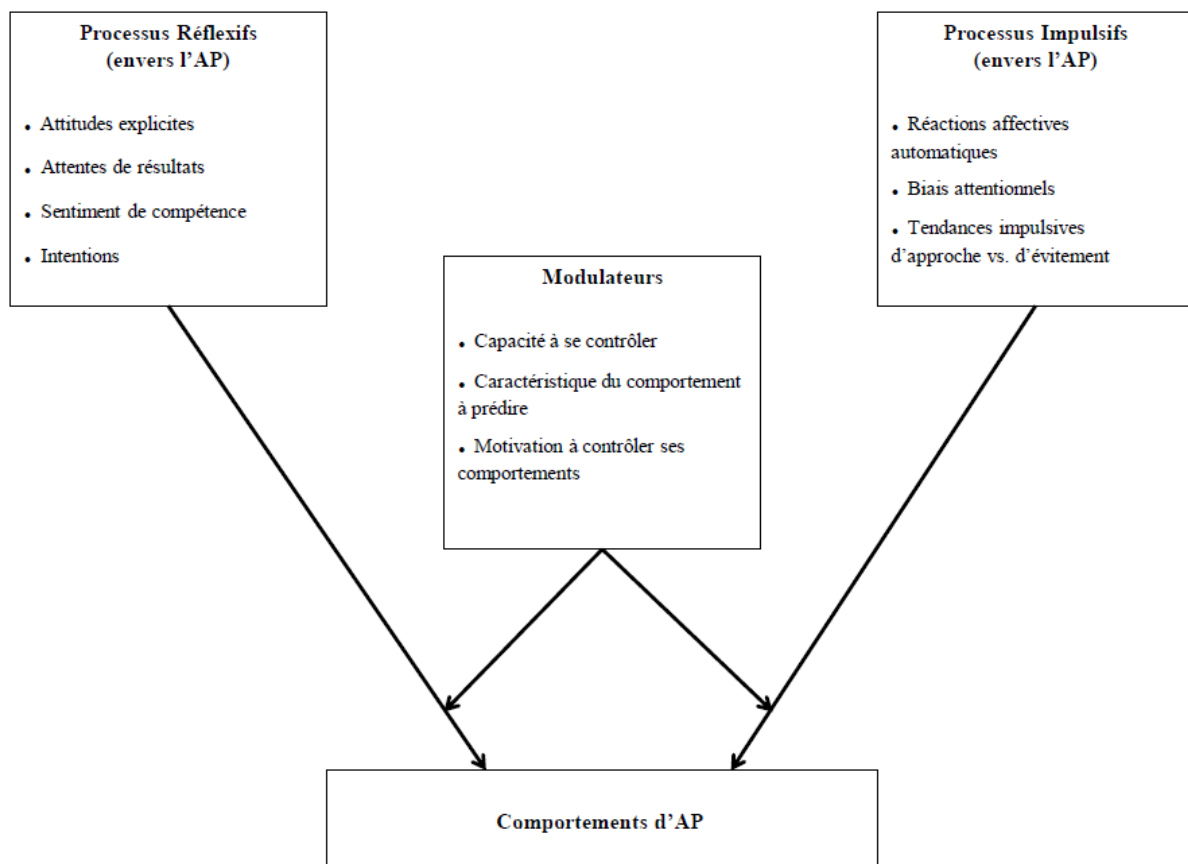 Processus Réflexifs
(envers l’AP)
• Attitudes explicites
• Attentes de résultats
• Sentiment de compétence
• Intentions
Processus Impulsifs
(envers l’AP)
• Réactions affectives
automatiques
• Biais attentionnels
• Tendances impulsives
d’approche vs. d’évitement
Modulateurs
• Capacité à se contrôler
• Caractéristique du comportement
à prédire
• Motivation à contrôler ses
comportements
Comportements d’AP